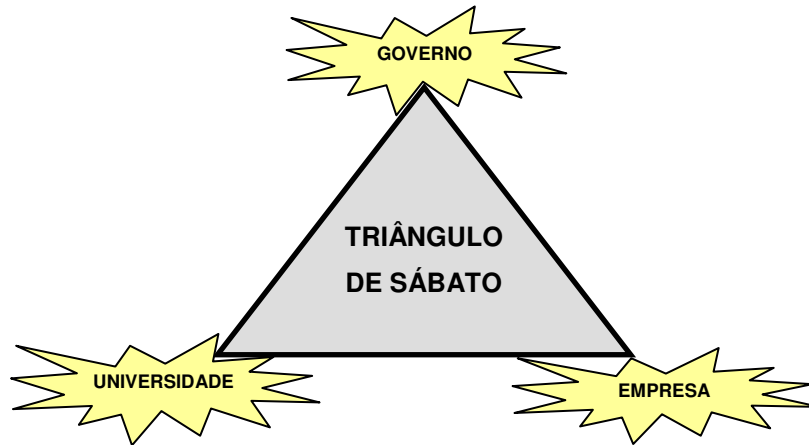 GOVERNO
TRIÂNGULO
DE SÁBATO
UNIVERSIDADE
EMPRESA